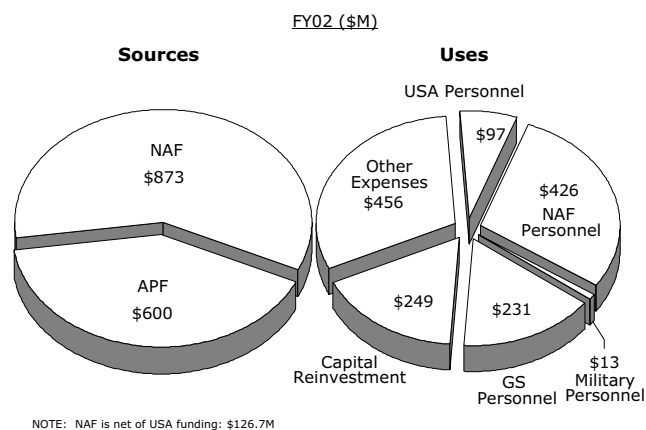 FY02 ($M)
Sources
Uses
NAF
$873
APF
$600
USA Personnel
$97
$426
NAF
Personnel
$13
Military
Personnel
$231
GS
Personnel
$249
Capital
Reinvestment
Other
Expenses
$456
NOTE: NAF is net of USA funding: $126.7M